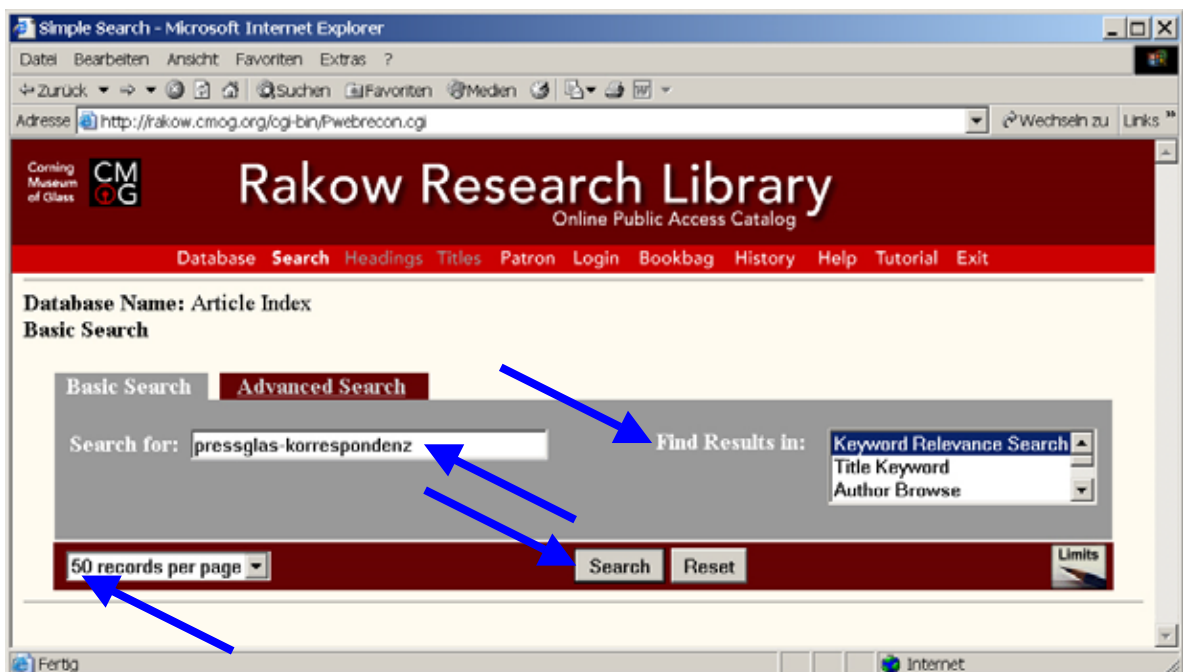 Simple Search - Microsoft Internet Explorer
Datei Bearbeiten Ansicht Favoriten Extras ?
Zurück Suchen Favoriten Medien
Adresse http://rakow.cmog.org/cgi-bin/Pwebrecon.cgi Wechseln zu Links »
Corning
Museum
of Glass
CM
OG
Rakow Research Library
Online Public Access Catalog
Database Search Headings Titles Patron Login Bookbag History Help Tutorial Exit
Database Name: Article Index
Basic Search
Basic Search Advanced Search
Search for: pressglas-korrespondenz
Find Results in:
Keyword Relevance Search
Title Keyword
Author Browse
50 records per page Search Reset Limits
Fertig Internet